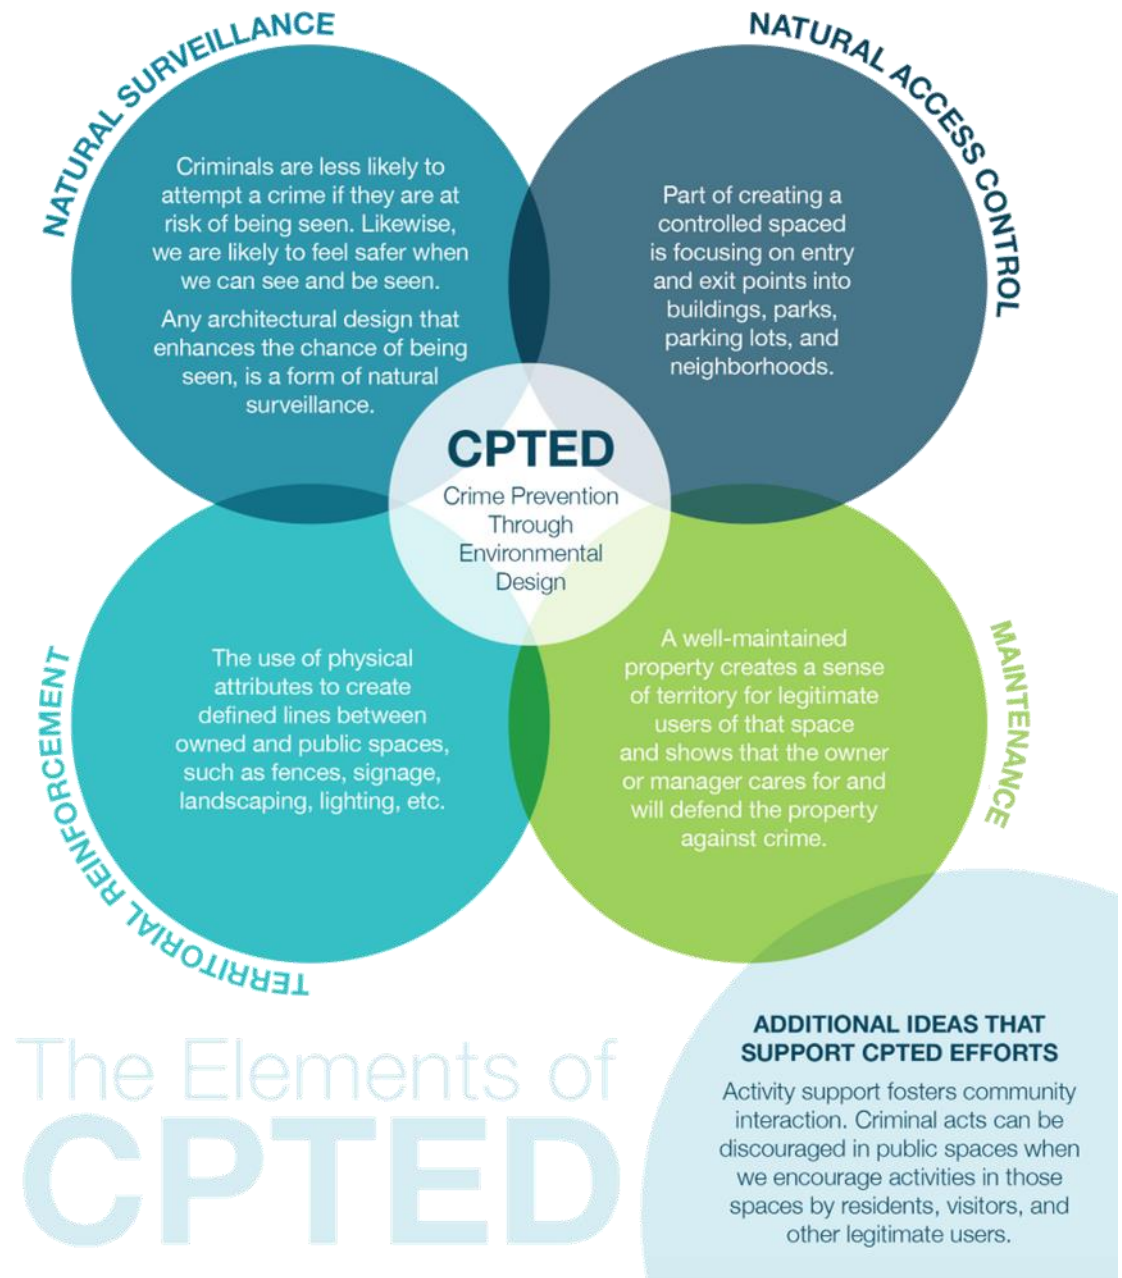 NATURAL SURVEILLANCE
Criminals are less likely to
attempt a crime if they are at
risk of being seen. Likewise,
we are likely to feel safer when
we can see and be seen.
Any architectural design that
enhances the chance of being
seen, is a form of natural
surveillance.
NATURAL ACCESS CONTROL
Part of creating a
controlled spaced
is focusing on entry
and exit points into
buildings, parks,
parking lots, and
neighborhoods.
CPTED
Crime Prevention
Through
Environmental
Design
TERRITORIAL REINFORCEMENT
The use of physical
attributes to create
defined lines between
owned and public spaces,
such as fences, signage,
landscaping, lighting, etc.
MAINTENANCE
A well-maintained
property creates a sense
of territory for legitimate
users of that space
and shows that the owner
or manager cares for and
will defend the property
against crime.
The Elements of
CPTED
ADDITIONAL IDEAS THAT
SUPPORT CPTED EFFORTS
Activity support fosters community
interaction. Criminal acts can be
discouraged in public spaces when
we encourage activities in those
spaces by residents, visitors, and
other legitimate users.